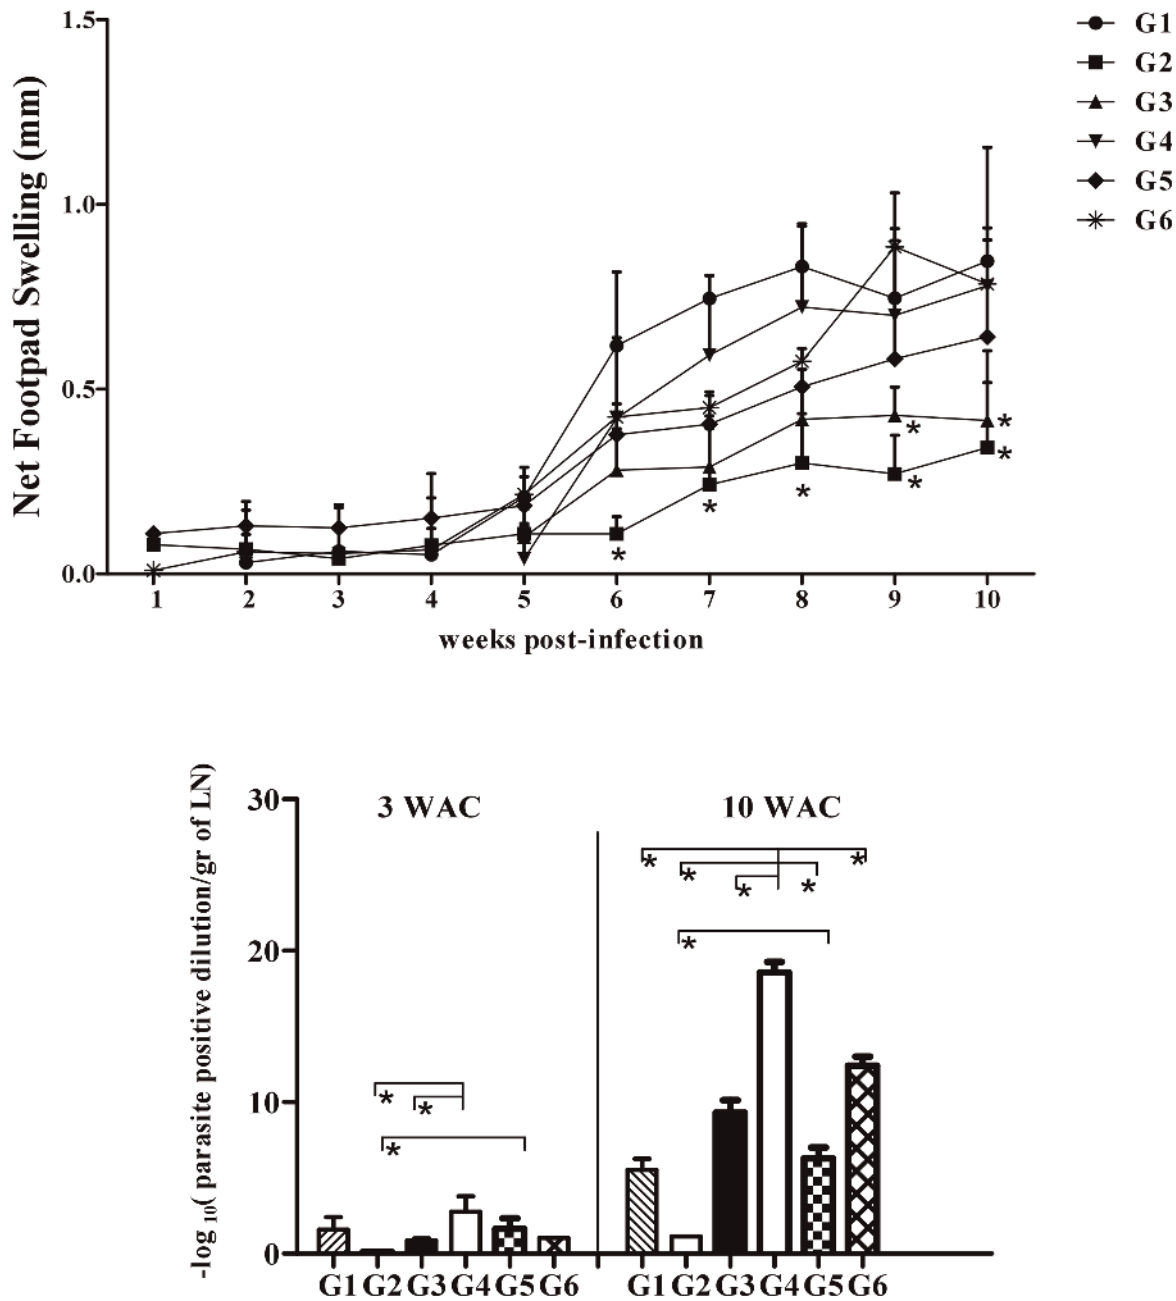 1.5
1.0
0.5
0.0
Net Footpad Swelling (mm)
1 2 3 4 5 6 7 8 9 10
weeks post-infection
G1
G2
G3
G4
G5
G6
* * * * * * *
-log10( parasite positive dilution/gr of LN)
30
20
10
0
3 WAC
10 WAC
* * * *
*
* *
*
G1 G2 G3 G4 G5 G6 G1 G2 G3 G4 G5 G6